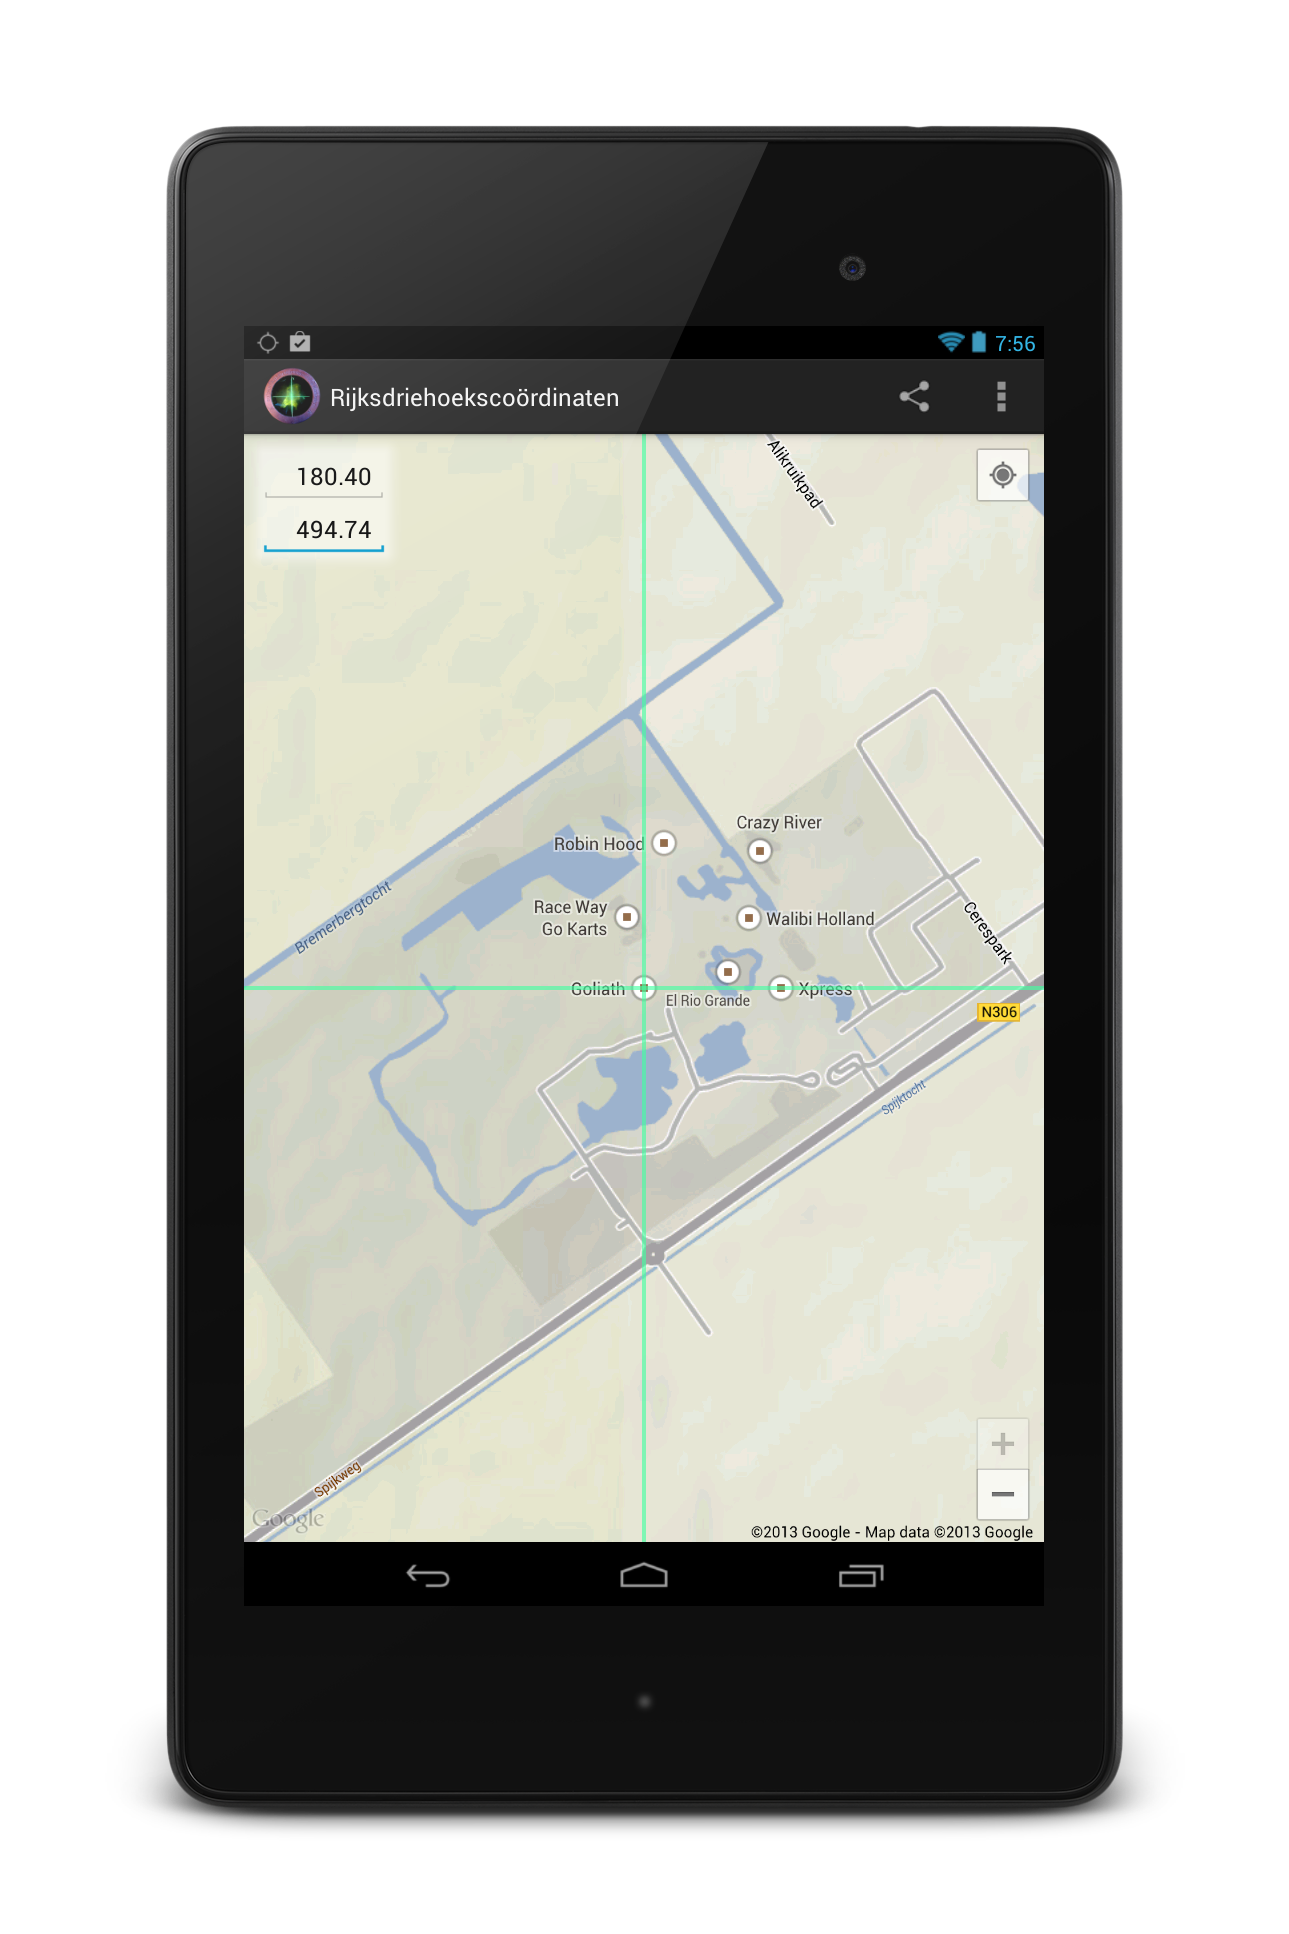 7:56
Rijksdriehoekscoördinaten
180.40
494.74
Alikruikpad
Crazy River
Robin Hood
Bremerbergtocht
Race Way
Go Karts
Walibi Holland
Cerespark
Goliath
El Rio Grande
Xpress
N306
Spijktocht
Spijkweg
Google
©2013 Google - Map data ©2013 Google